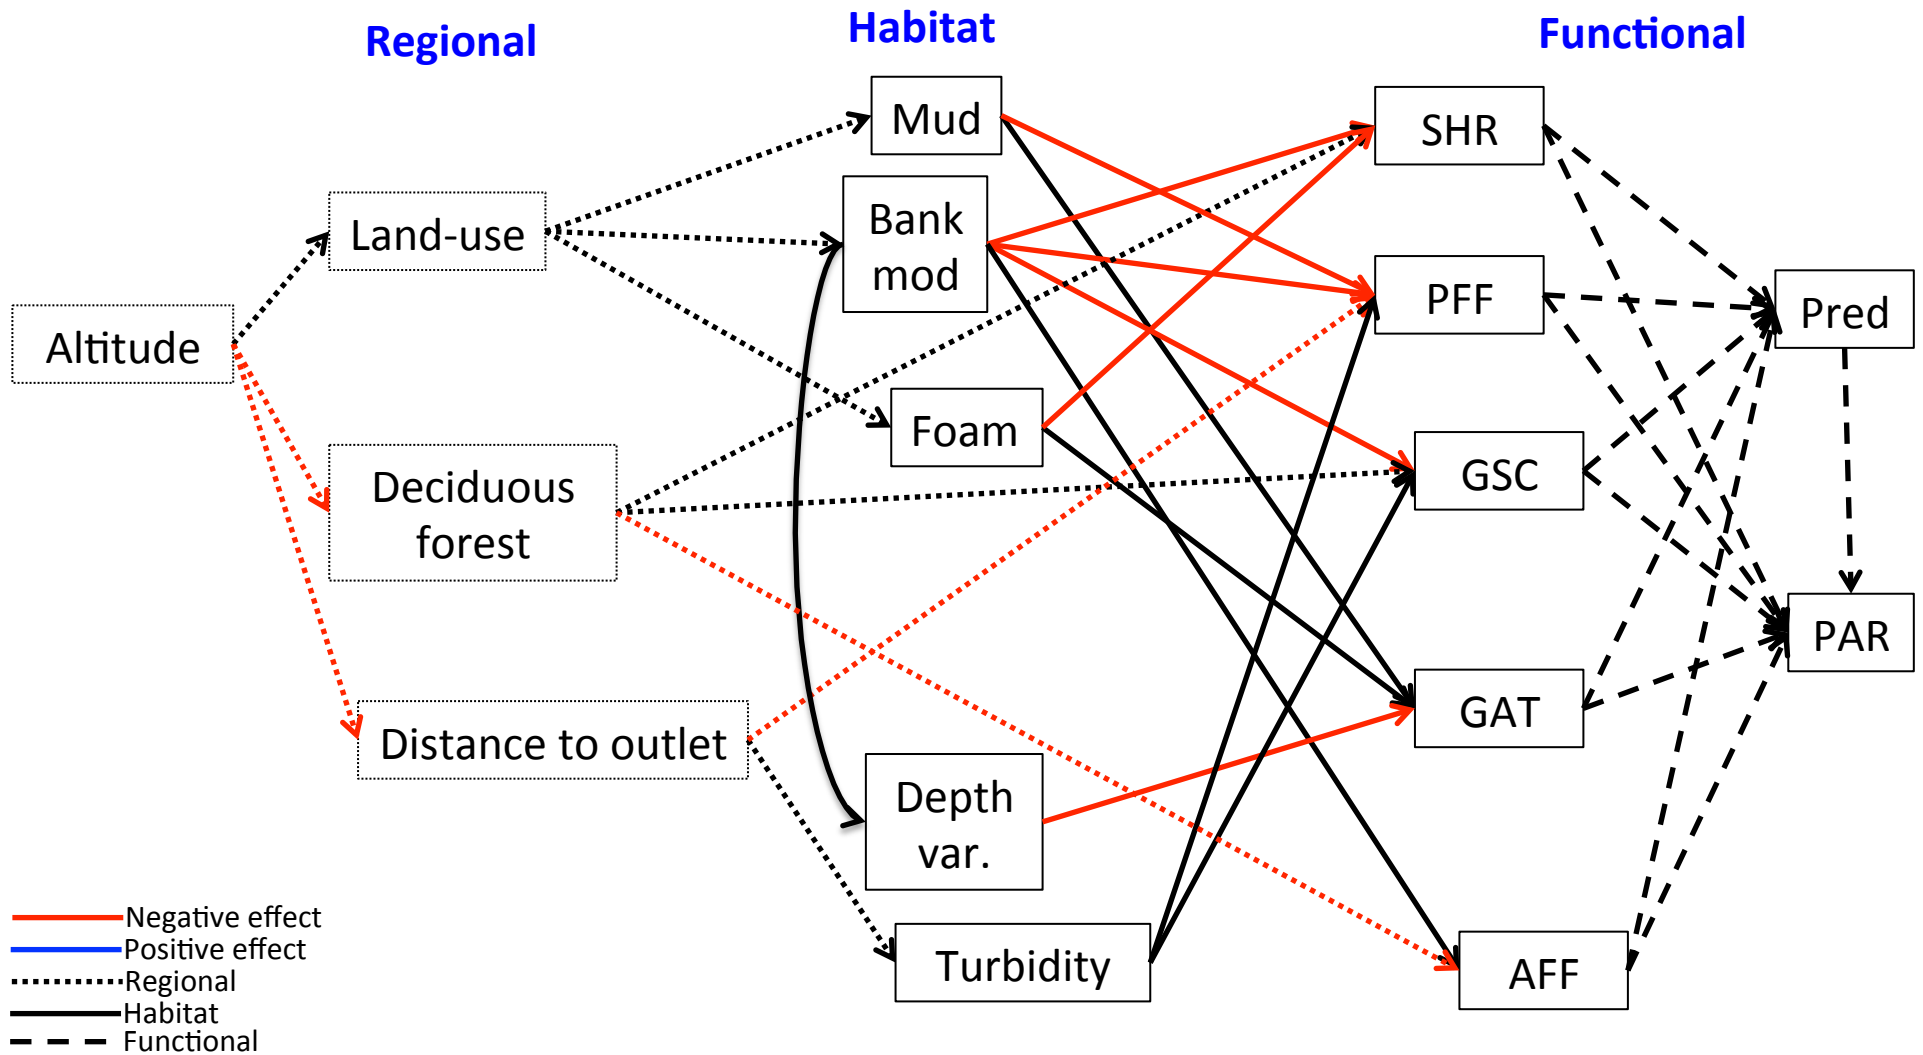 Regional
Habitat
Functional
Altitude
Land-use
Deciduous
forest
Distance to outlet
Mud
Bank
mod
Foam
Depth
var.
Turbidity
SHR
PFF
GSC
GAT
AFF
Pred
PAR
Negative effect
Positive effect
Regional
Habitat
Functional